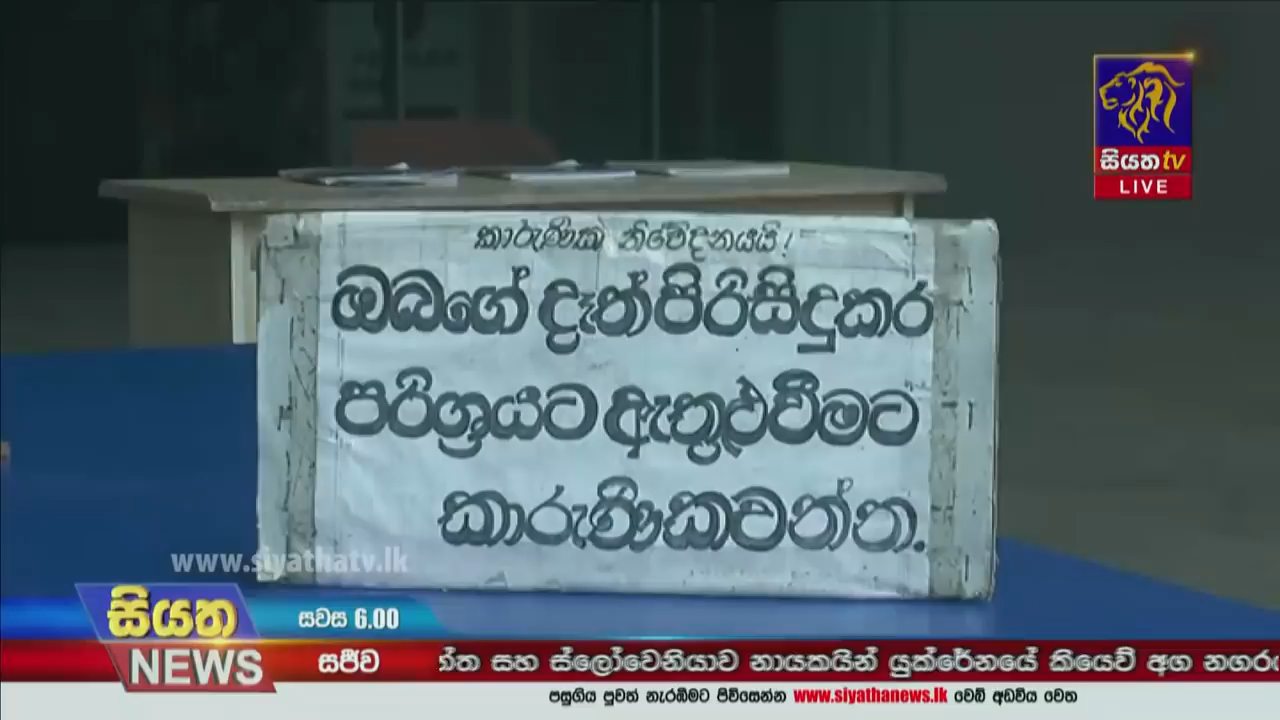 සියත tv
LIVE
කාරුණික නිවේදනයයි!
ඔබගේ දෑත්පිරිසිදුකර
පරිශ්‍රයට ඇතුළුවීමට
කාරුණිකවන්න.
www.siyathatv.lk
සියත
NEWS
සවස 6.00
සජීව
සහ ස්ලෝවෙනියාව නායකයින් යුක්රේනයේ කියෙව් අග නගරය
පසුගිය පුවත් නැරඹීමට පිවිසෙන්න www.siyathanews.lk වෙබ් අඩවිය වෙත